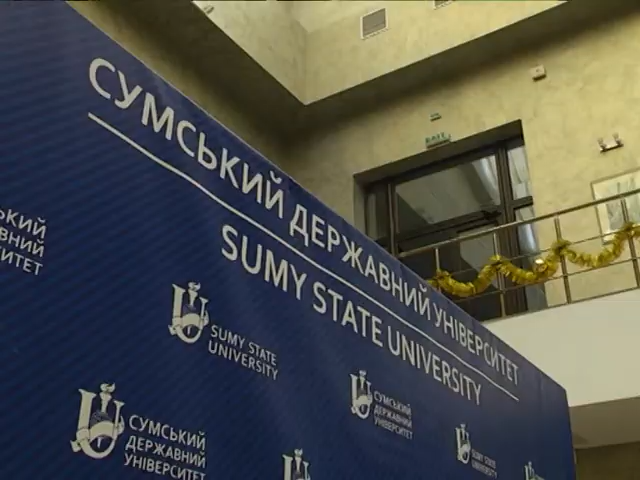 СУМСЬКИЙ ДЕРЖАВНИЙ УНІВЕРСИТЕТ
SUMY STATE UNIVERSITY
SUMY STATE
UNIVERSITY
СУМСЬКИЙ
ДЕРЖАВНИЙ
УНІВЕРСИТЕТ
СУМСЬКИЙ
ДЕРЖАВНИЙ
УНІВЕРСИТЕТ
SUMY STATE
UNIVERSITY